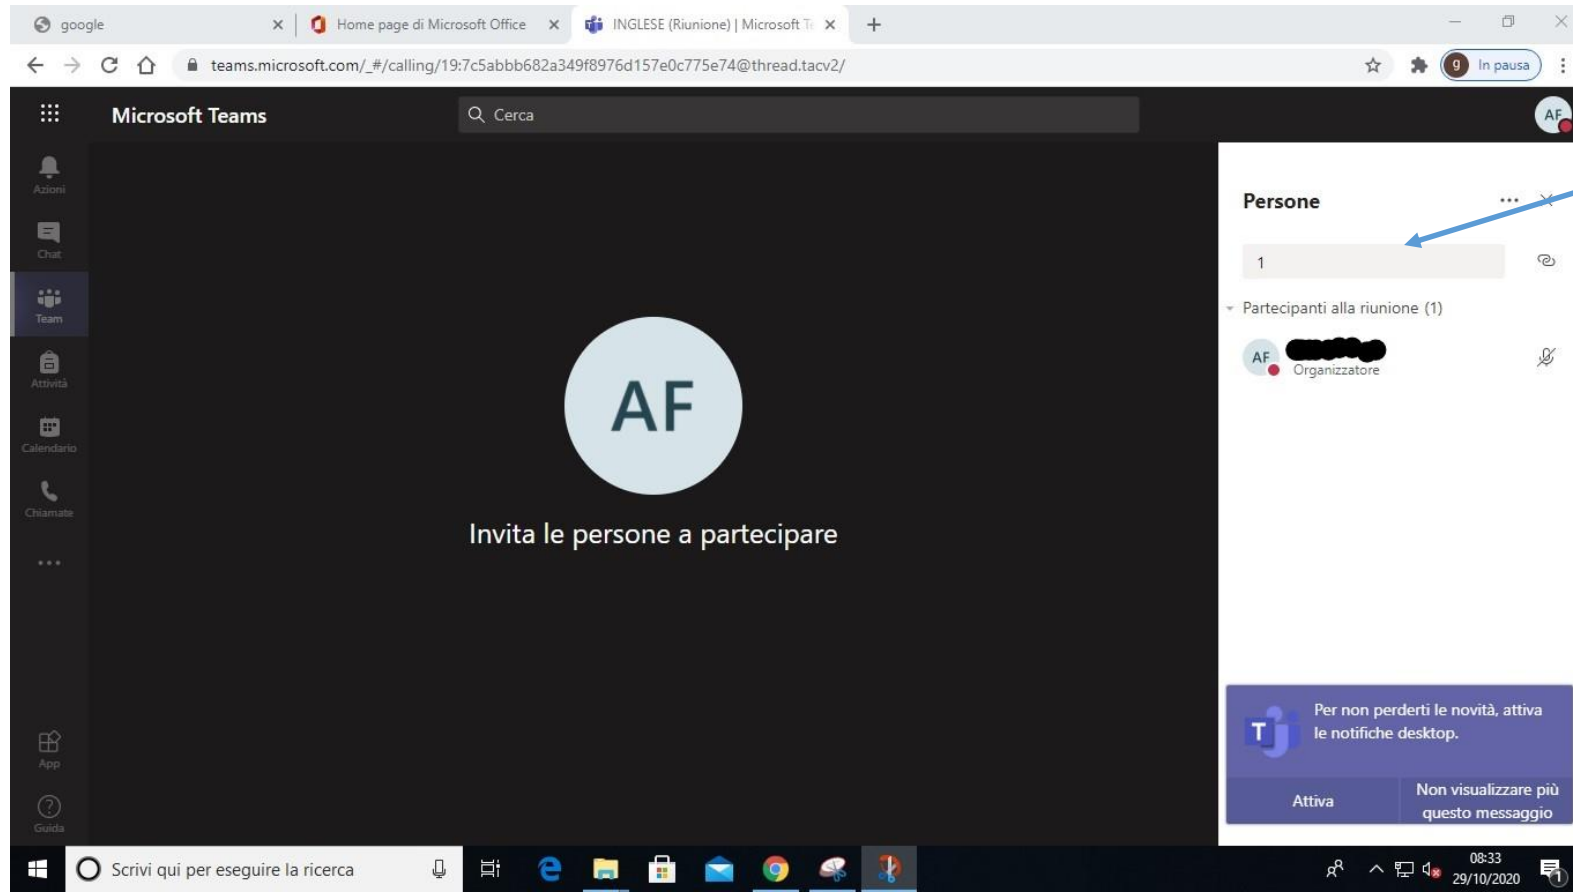 google
Home page di Microsoft Office
INGLESE (Riunione) | Microsoft T
teams.microsoft.com/_#/calling/19:7c5abbb682a349f8976d157e0c775e74@thread.tacv2/
g In pausa
Microsoft Teams
Cerca
AF
Azioni
Chat
Team
Attività
Calendario
Chiamate
App
Guida
AF
Invita le persone a partecipare
Persone
1
Partecipanti alla riunione (1)
AF
Organizzatore
T
Per non perderti le novità, attiva
le notifiche desktop.
Attiva
Non visualizzare più
questo messaggio
Scrivi qui per eseguire la ricerca
08:33
29/10/2020
1